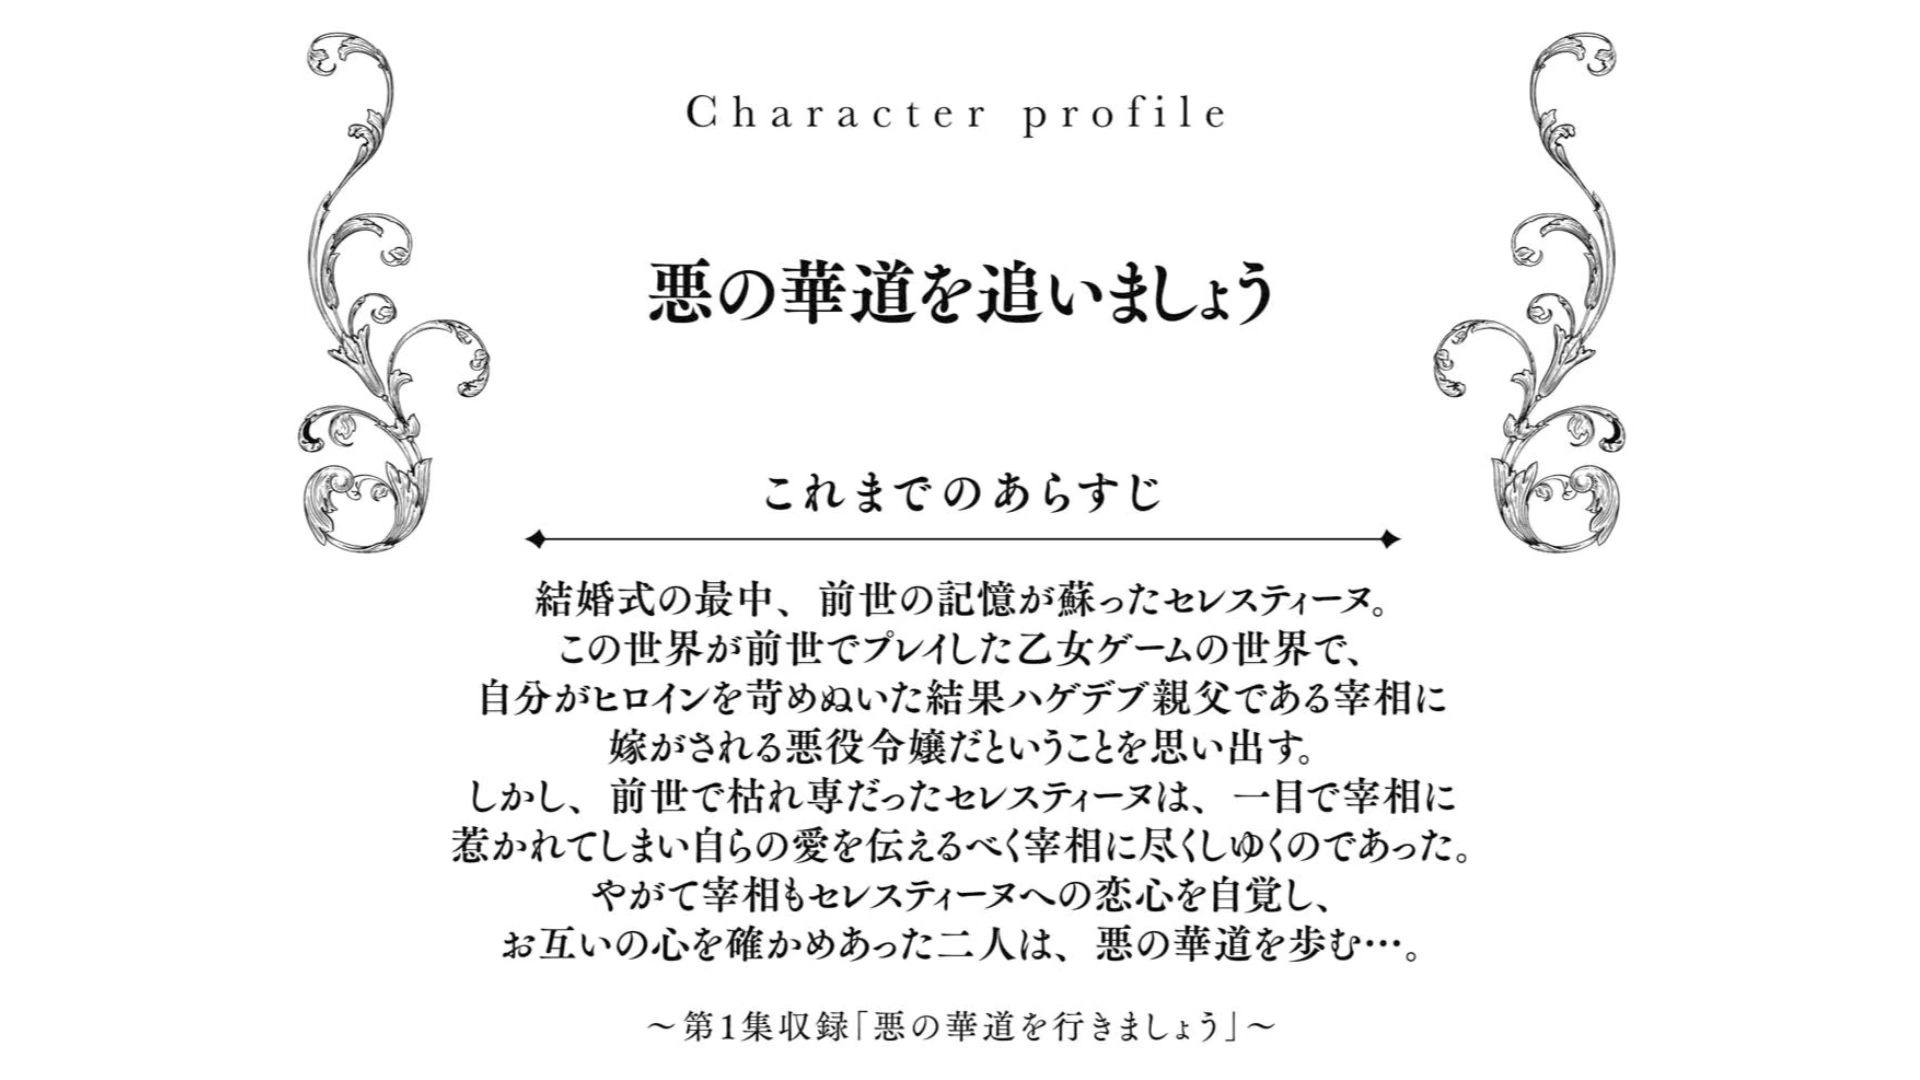 Character profile
悪の華道を追いましょう
これまでのあらすじ
結婚式の最中、前世の記憶が蘇ったセレスティーヌ。
この世界が前世でプレイした乙女ゲームの世界で、
自分がヒロインを苛めぬいた結果ハゲデブ親父である宰相に
嫁がされる悪役令嬢だということを思い出す。
しかし、前世で枯れ専だったセレスティーヌは、一目で宰相に
惹かれてしまい自らの愛を伝えるべく宰相に尽くしゆくのであった。
やがて宰相もセレスティーヌへの恋心を自覚し、
お互いの心を確かめあった二人は、悪の華道を歩む…。
～第1集収録「悪の華道を行きましょう」～